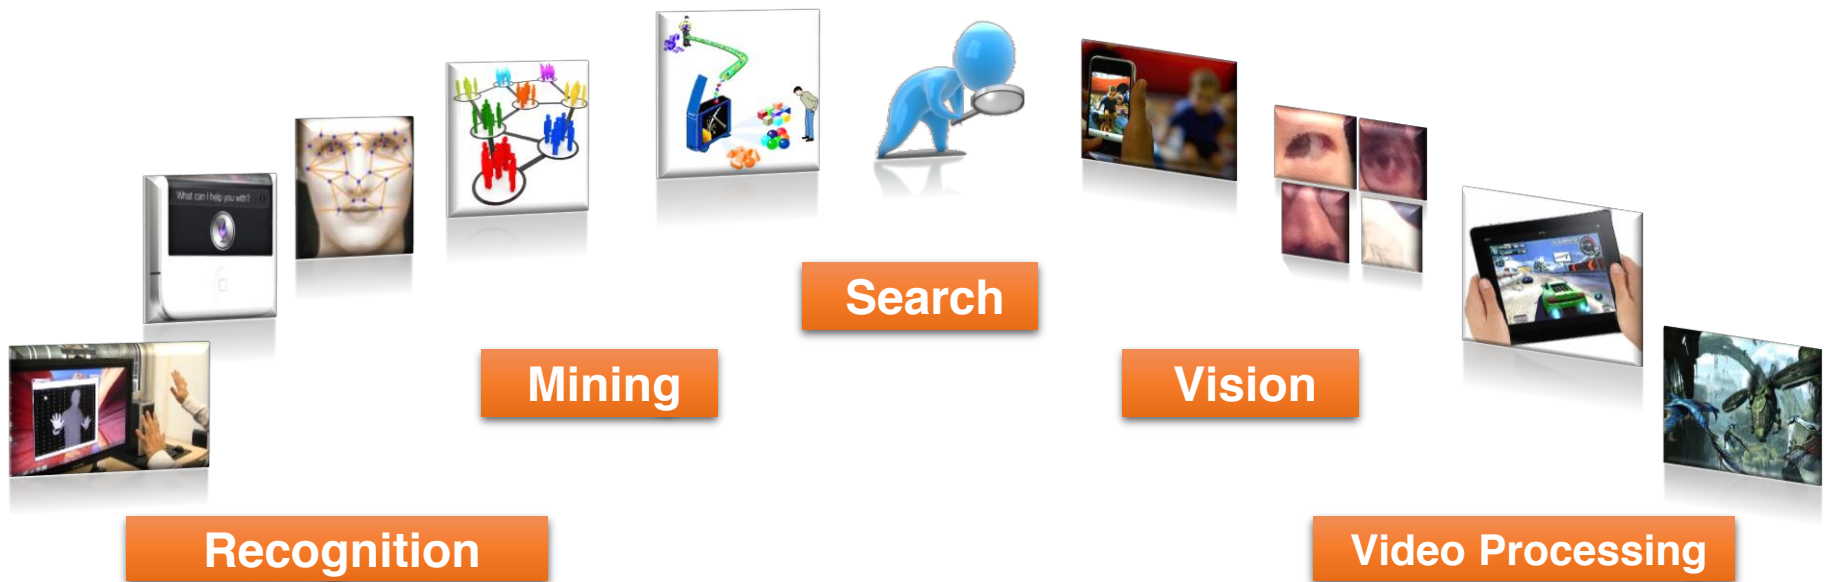 What can I help you with?
Search
Mining
Vision
Recognition
Video Processing